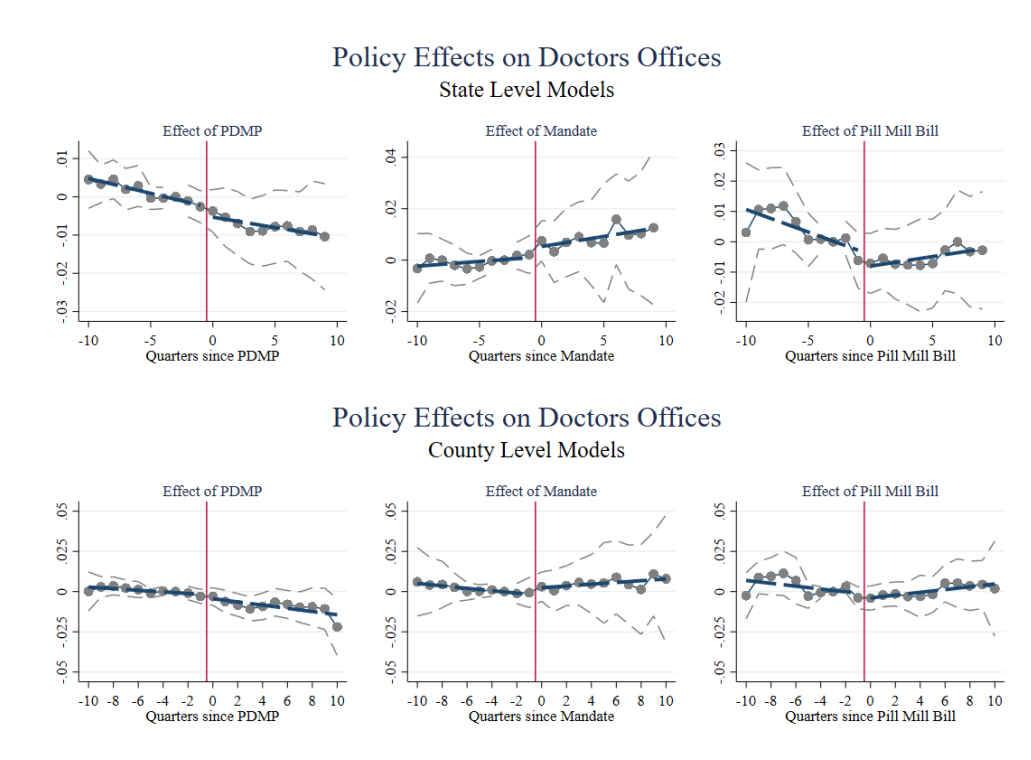 Policy Effects on Doctors Offices
State Level Models
Effect of PDMP
.01
0
-.01
-.02
-.03
-10 -5 0 5 10
Quarters since PDMP
Effect of Mandate
.04
.02
0
-.02
-10 -5 0 5 10
Quarters since Mandate
Effect of Pill Mill Bill
.03
.02
.01
0
-.01
-.02
-10 -5 0 5 10
Quarters since Pill Mill Bill
Policy Effects on Doctors Offices
County Level Models
Effect of PDMP
.05
.025
0
-.025
-.05
-10 -8 -6 -4 -2 0 2 4 6 8 10
Quarters since PDMP
Effect of Mandate
.05
.025
0
-.025
-.05
-10 -8 -6 -4 -2 0 2 4 6 8 10
Quarters since Mandate
Effect of Pill Mill Bill
.05
.025
0
-.025
-.05
-10 -8 -6 -4 -2 0 2 4 6 8 10
Quarters since Pill Mill Bill